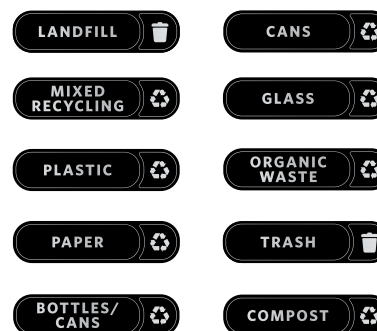 LANDFILL
CANS
MIXED
RECYCLING
GLASS
PLASTIC
ORGANIC
WASTE
PAPER
TRASH
BOTTLES/
CANS
COMPOST